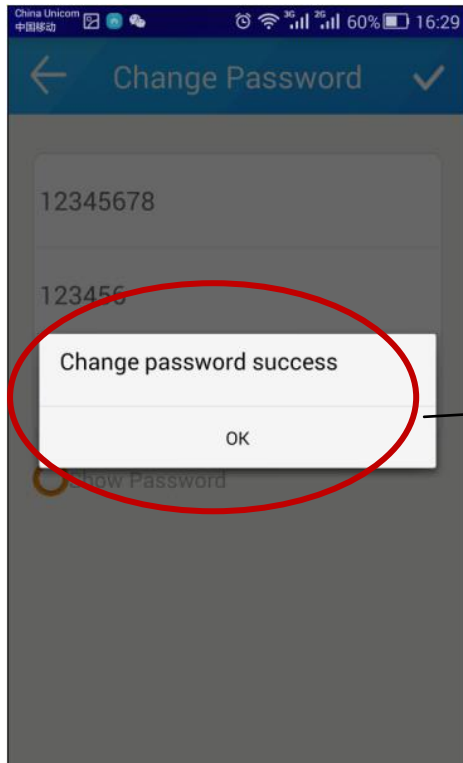 China Unicom
中国移动
3G 2G 60% 16:29
Change Password
12345678
123456
Change password success
OK
Show Password